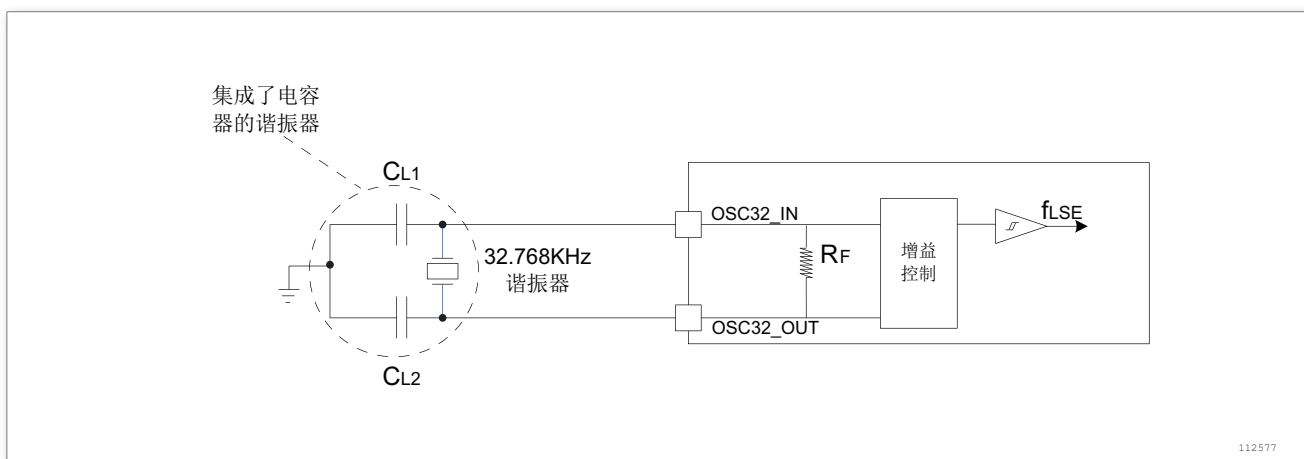 集成了电容
器的谐振器
CL1
OSC32_IN
fLSE
32.768KHz
谐振器
RF
增益
控制
OSC32_OUT
CL2
112577